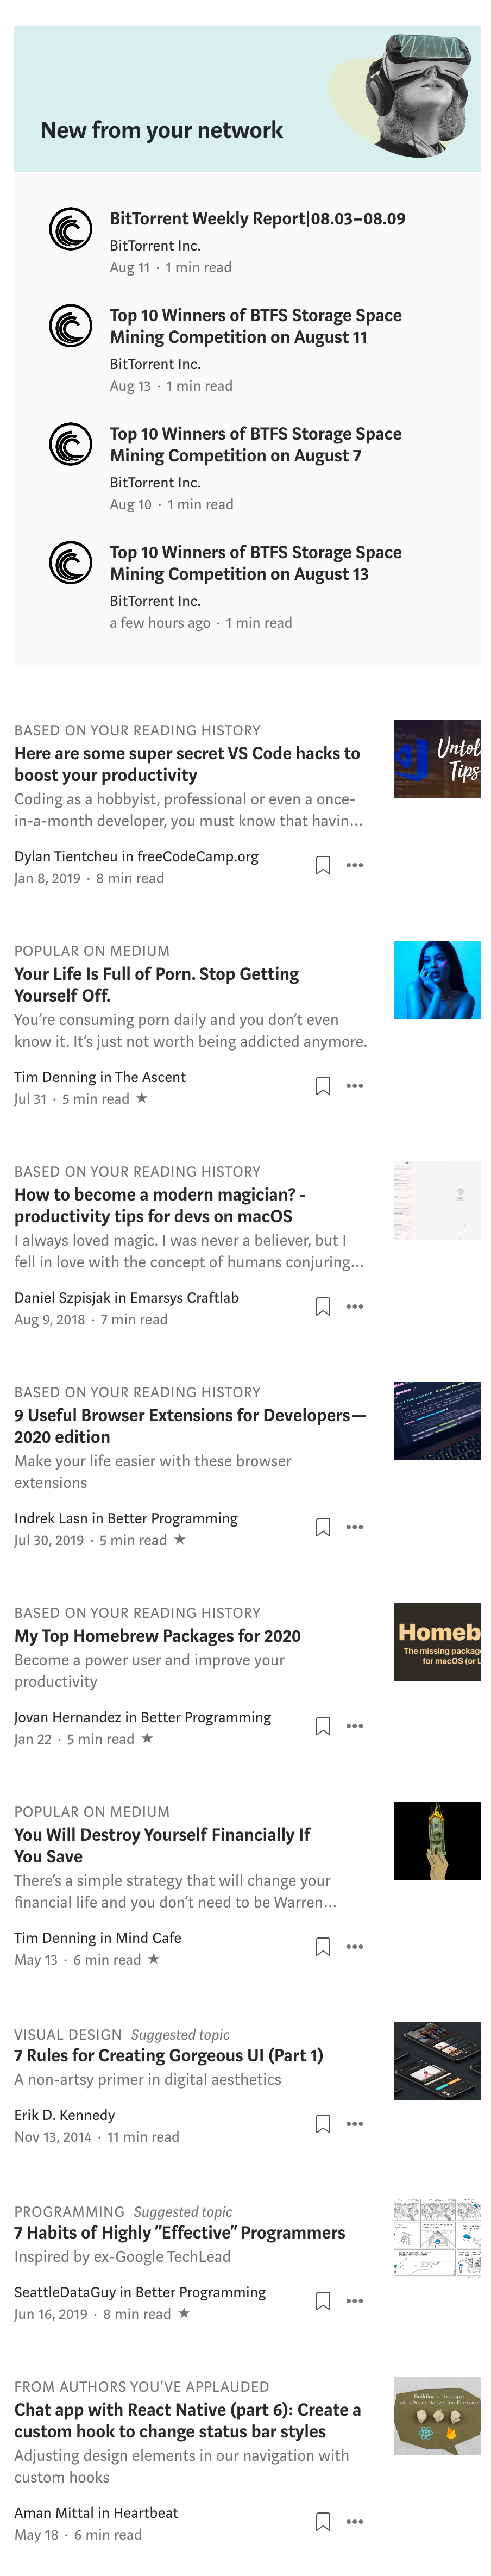 New from your network
BitTorrent Weekly Report|08.03–08.09
BitTorrent Inc.
Aug 11 · 1 min read
Top 10 Winners of BTFS Storage Space
Mining Competition on August 11
BitTorrent Inc.
Aug 13 · 1 min read
Top 10 Winners of BTFS Storage Space
Mining Competition on August 7
BitTorrent Inc.
Aug 10 · 1 min read
Top 10 Winners of BTFS Storage Space
Mining Competition on August 13
BitTorrent Inc.
a few hours ago · 1 min read
BASED ON YOUR READING HISTORY
Here are some super secret VS Code hacks to
boost your productivity
Coding as a hobbyist, professional or even a once-
in-a-month developer, you must know that havin…
Dylan Tientcheu in freeCodeCamp.org
Jan 8, 2019 · 8 min read
Untol
Tips
POPULAR ON MEDIUM
Your Life Is Full of Porn. Stop Getting
Yourself Off.
You’re consuming porn daily and you don’t even
know it. It’s just not worth being addicted anymore.
Tim Denning in The Ascent
Jul 31 · 5 min read ★
BASED ON YOUR READING HISTORY
How to become a modern magician? -
productivity tips for devs on macOS
I always loved magic. I was never a believer, but I
fell in love with the concept of humans conjuring…
Daniel Szpisjak in Emarsys Craftlab
Aug 9, 2018 · 7 min read
BASED ON YOUR READING HISTORY
9 Useful Browser Extensions for Developers—
2020 edition
Make your life easier with these browser
extensions
Indrek Lasn in Better Programming
Jul 30, 2019 · 5 min read ★
BASED ON YOUR READING HISTORY
My Top Homebrew Packages for 2020
Become a power user and improve your
productivity
Jovan Hernandez in Better Programming
Jan 22 · 5 min read ★
Homeb
The missing package
for macOS (or L
POPULAR ON MEDIUM
You Will Destroy Yourself Financially If
You Save
There’s a simple strategy that will change your
financial life and you don’t need to be Warren…
Tim Denning in Mind Cafe
May 13 · 6 min read ★
VISUAL DESIGN Suggested topic
7 Rules for Creating Gorgeous UI (Part 1)
A non-artsy primer in digital aesthetics
Erik D. Kennedy
Nov 13, 2014 · 11 min read
PROGRAMMING Suggested topic
7 Habits of Highly ”Effective” Programmers
Inspired by ex-Google TechLead
SeattleDataGuy in Better Programming
Jun 16, 2019 · 8 min read ★
FROM AUTHORS YOU’VE APPLAUDED
Chat app with React Native (part 6): Create a
custom hook to change status bar styles
Adjusting design elements in our navigation with
custom hooks
Aman Mittal in Heartbeat
May 18 · 6 min read
Building a chat app
with React Native and Firebase